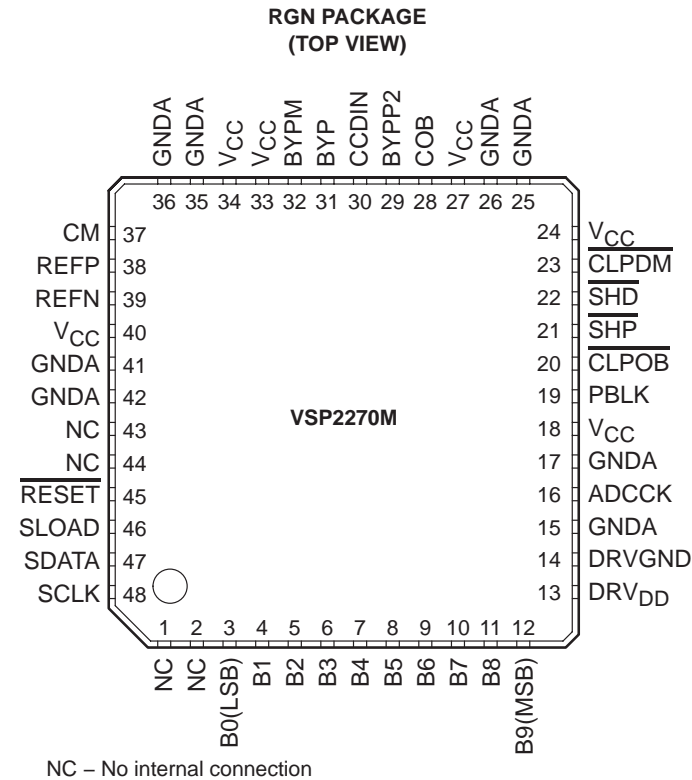 RGN PACKAGE
(TOP VIEW)
GNDA GNDA VCC VCC BYPM BYP CCDIN BYPP2 COB VCC GNDA GNDA
36 35 34 33 32 31 30 29 28 27 26 25
CM 37 24 VCC
REFP 38 23 CLPDM
REFN 39 22 SHD
VCC 40 21 SHP
GNDA 41 20 CLPOB
GNDA 42 19 PBLK
NC 43 VSP2270M 18 VCC
NC 44 17 GNDA
RESET 45 16 ADCCK
SLOAD 46 15 GNDA
SDATA 47 14 DRVGND
SCLK 48 13 DRVDD
1 2 3 4 5 6 7 8 9 10 11 12
NC NC B0(LSB) B1 B2 B3 B4 B5 B6 B7 B8 B9(MSB)
NC – No internal connection